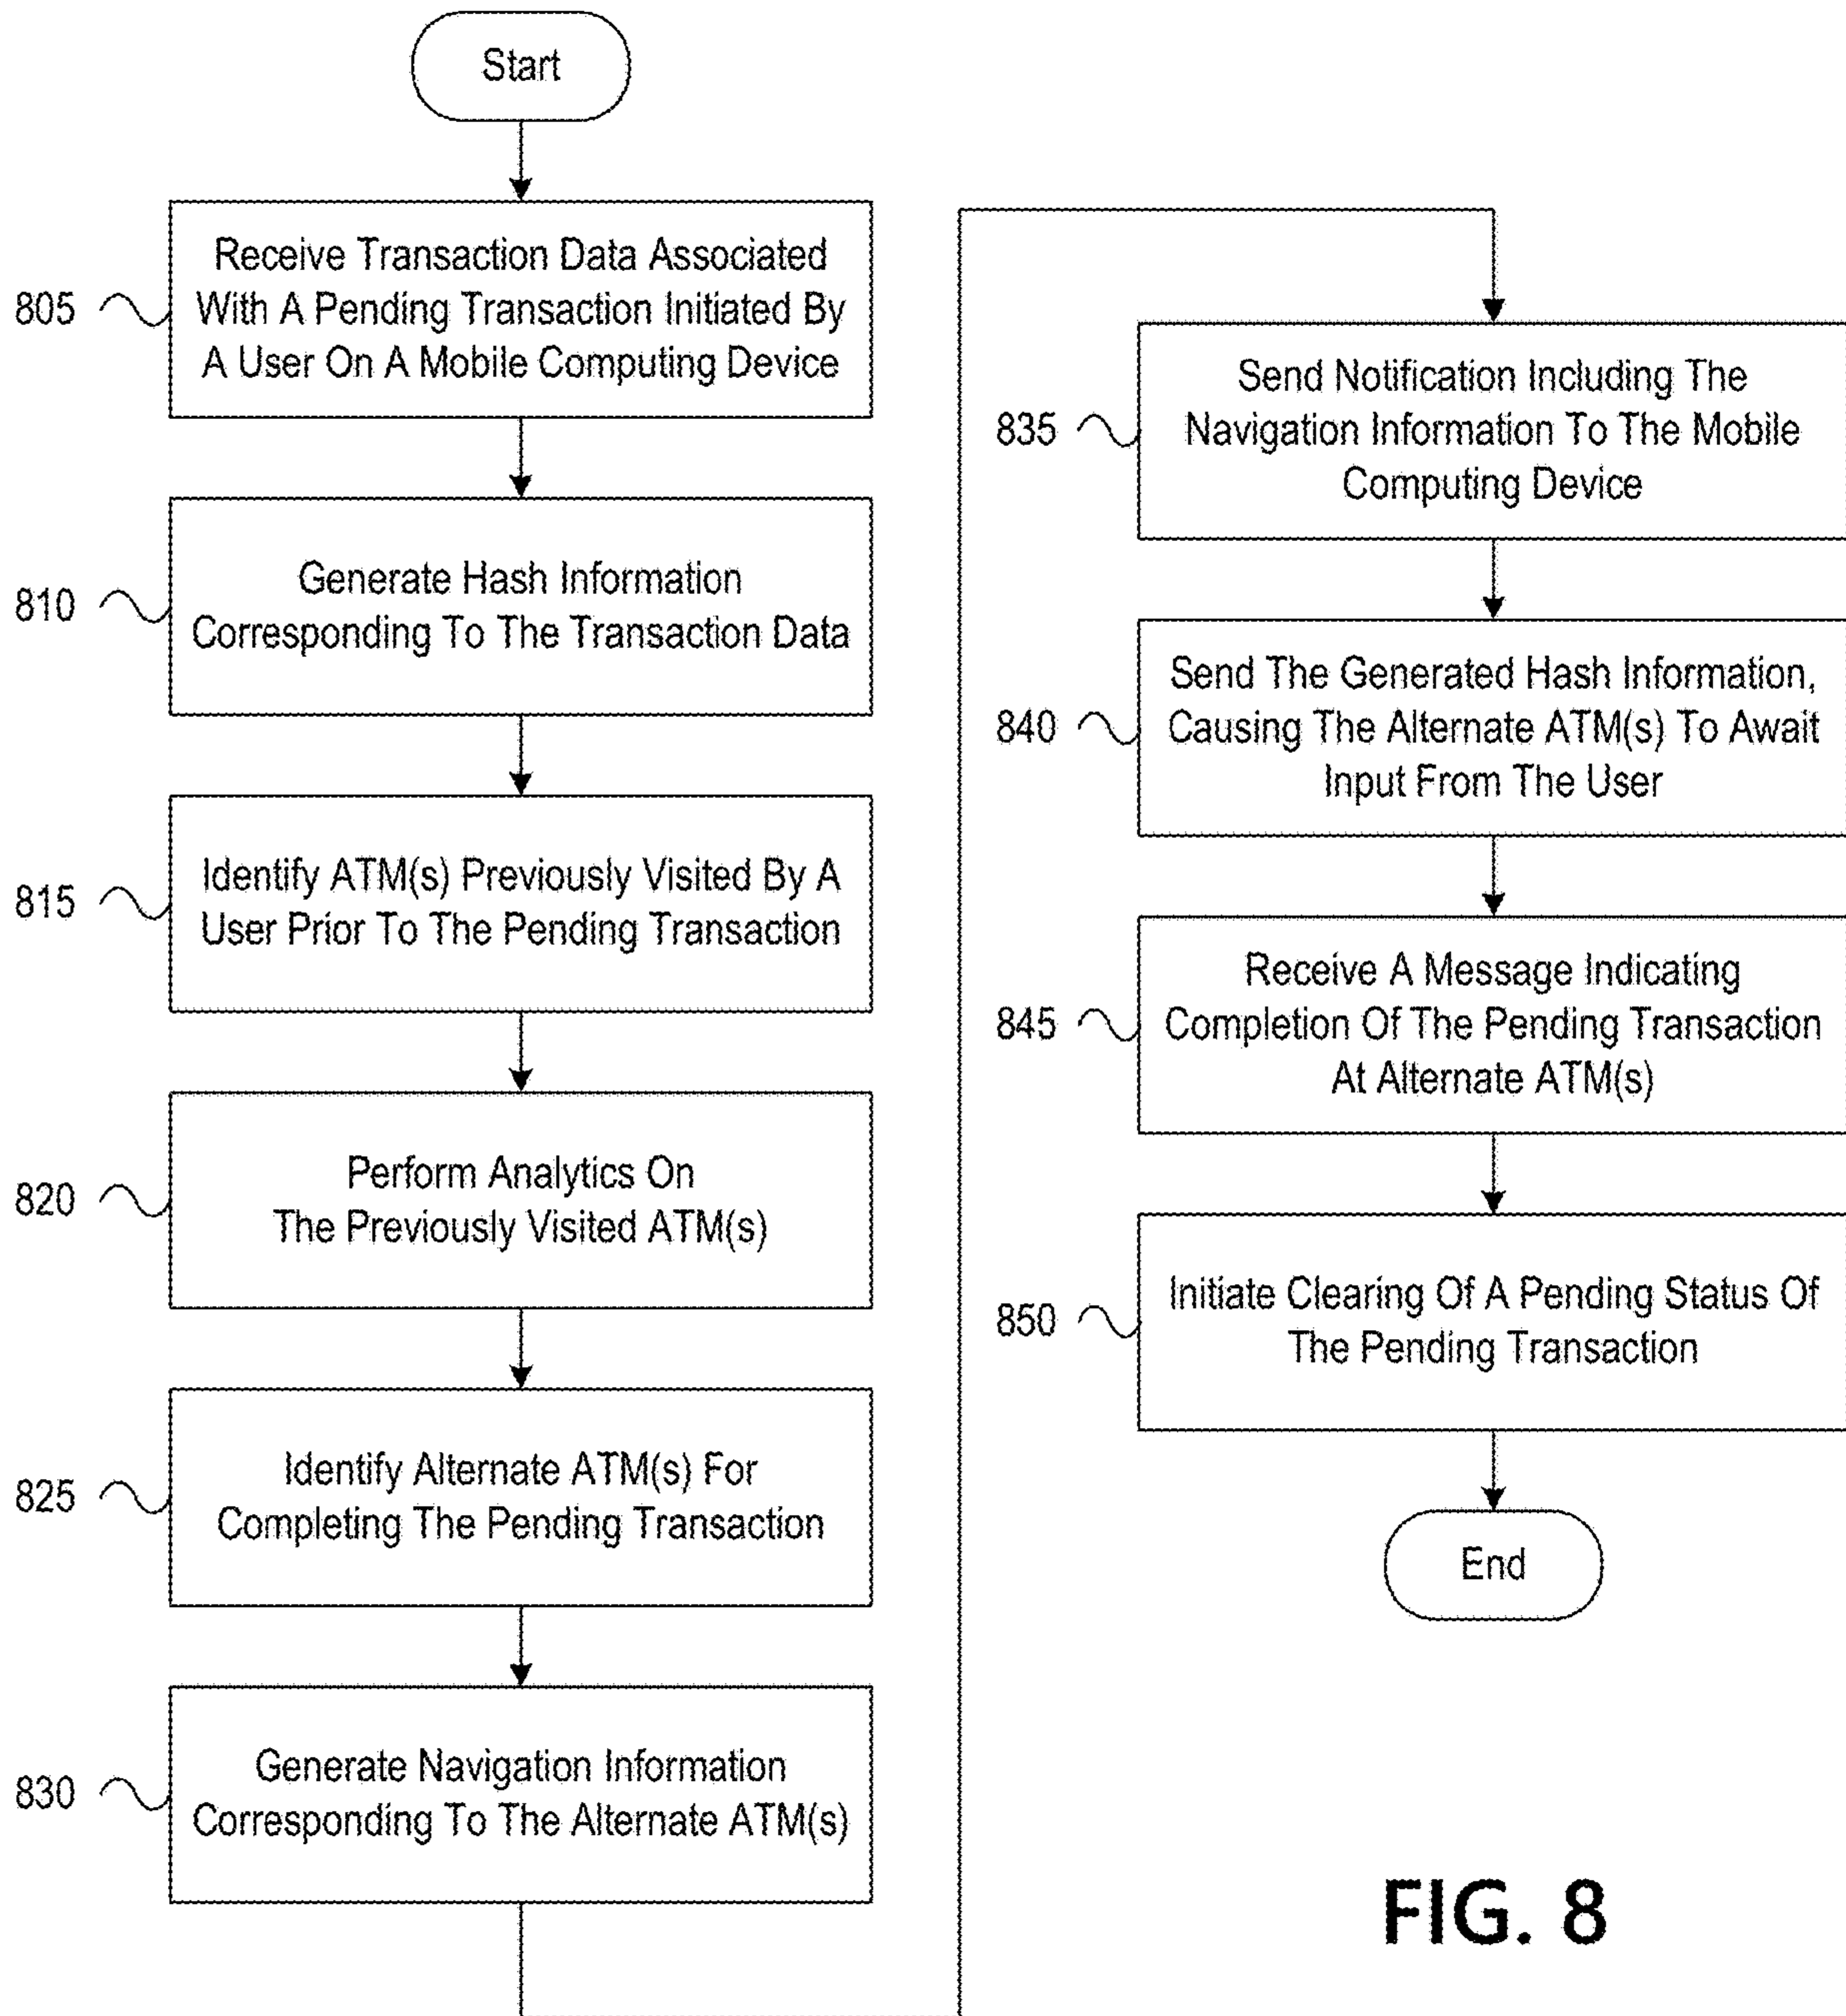 Start
805
Receive Transaction Data Associated
With A Pending Transaction Initiated By
A User On A Mobile Computing Device
810
Generate Hash Information
Corresponding To The Transaction Data
815
Identify ATM(s) Previously Visited By A
User Prior To The Pending Transaction
820
Perform Analytics On
The Previously Visited ATM(s)
825
Identify Alternate ATM(s) For
Completing The Pending Transaction
830
Generate Navigation Information
Corresponding To The Alternate ATM(s)
835
Send Notification Including The
Navigation Information To The Mobile
Computing Device
840
Send The Generated Hash Information,
Causing The Alternate ATM(s) To Await
Input From The User
845
Receive A Message Indicating
Completion Of The Pending Transaction
At Alternate ATM(s)
850
Initiate Clearing Of A Pending Status Of
The Pending Transaction
End
FIG. 8